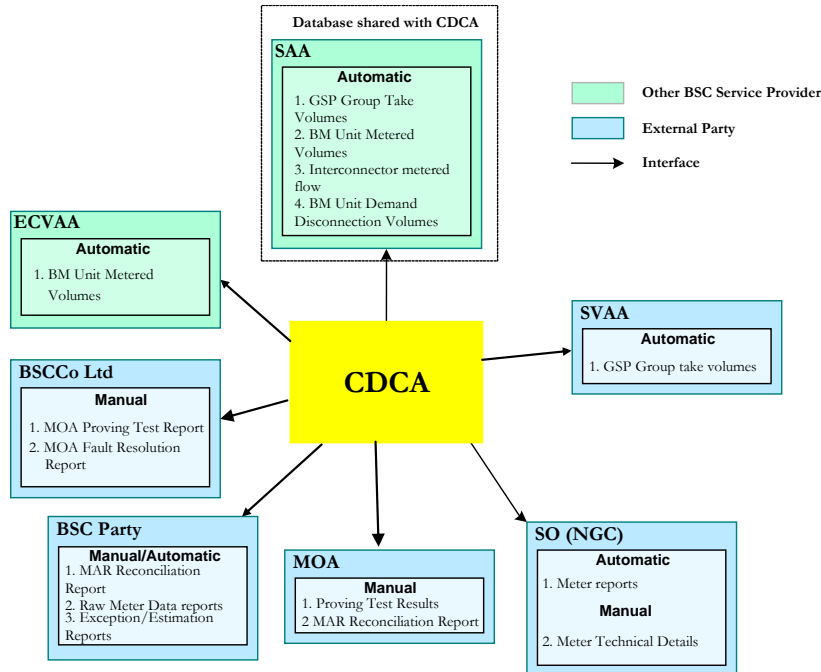 Database shared with CDCA
SAA
Automatic
1. GSP Group Take
Volumes
2. BM Unit Metered
Volumes
3. Interconnector metered
flow
4. BM Unit Demand
Disconnection Volumes
Other BSC Service Provider
External Party
Interface
ECVAA
Automatic
1. BM Unit Metered
Volumes
SVAA
Automatic
1. GSP Group take volumes
CDCA
BSCCo Ltd
Manual
1. MOA Proving Test Report
2. MOA Fault Resolution
Report
BSC Party
Manual/Automatic
1. MAR Reconciliation
Report
2. Raw Meter Data reports
3. Exception/Estimation
Reports
MOA
Manual
1. Proving Test Results
2 MAR Reconciliation Report
SO (NGC)
Automatic
1. Meter reports
Manual
2. Meter Technical Details